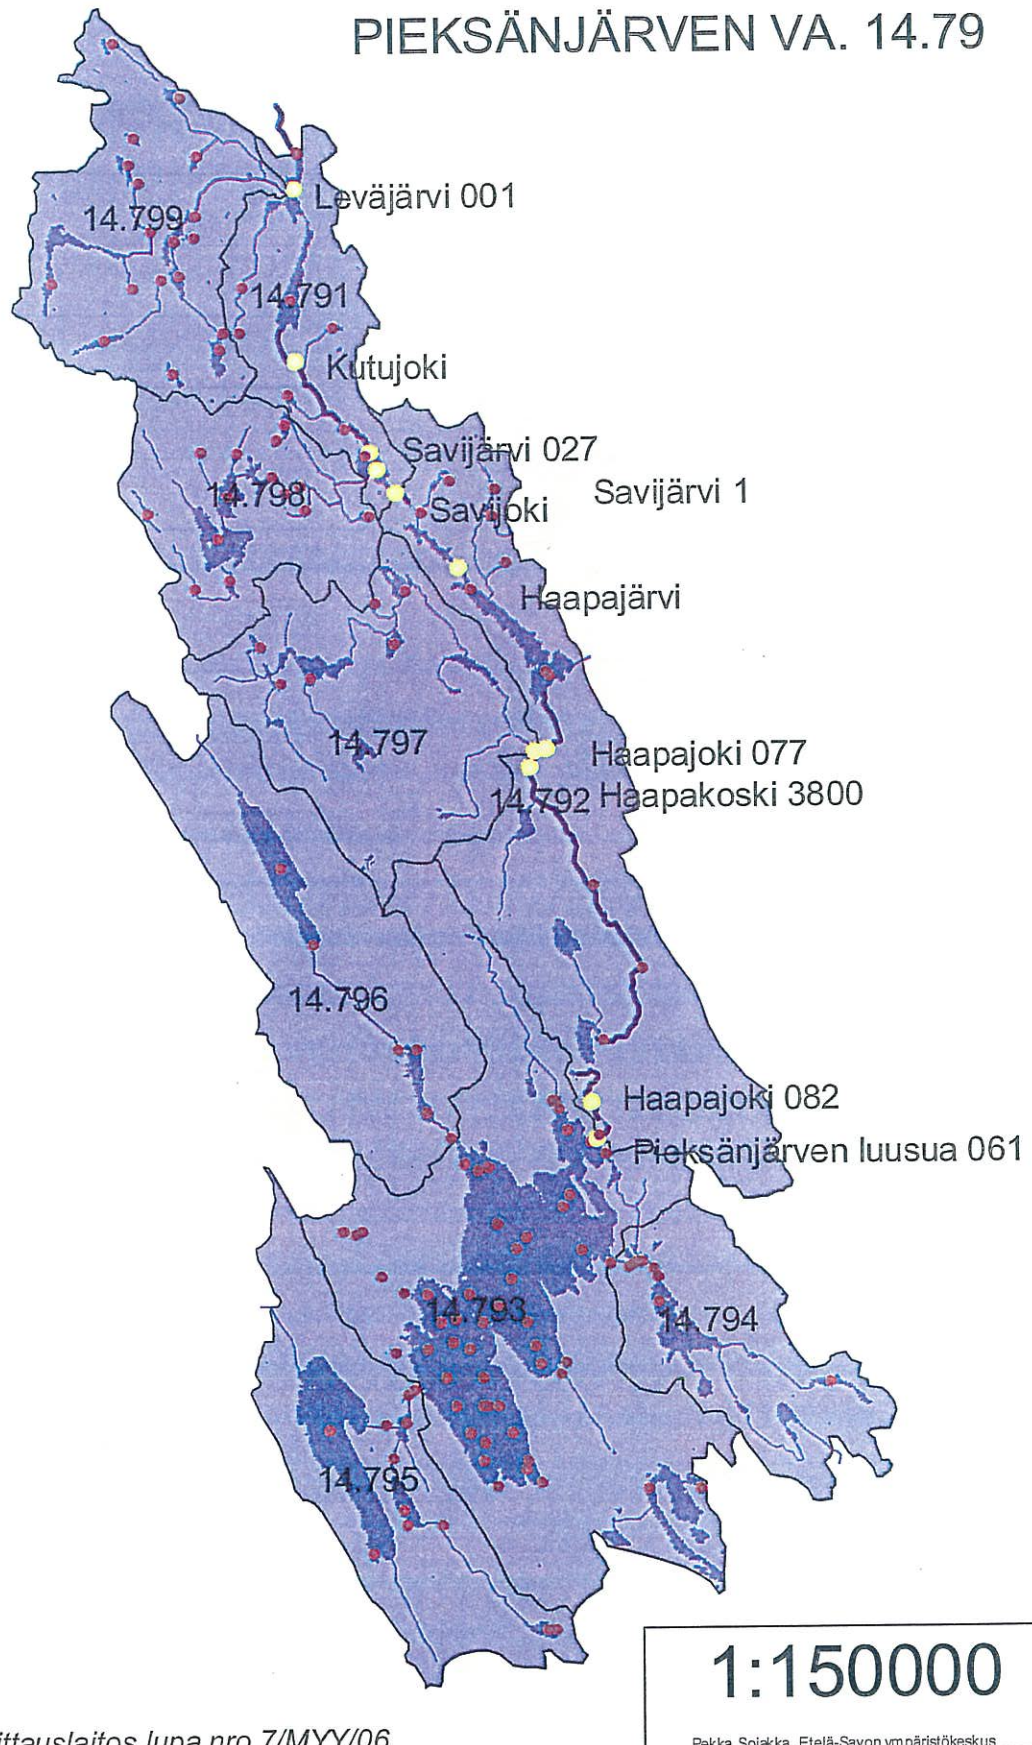 PIEKSÄNJÄRVEN VA. 14.79
Leväjärvi 001
14.799
14.791
Kutujoki
Savijärvi 027
Savijärvi 1
14.798
Savijoki
Haapajärvi
14.797
Haapajoki 077
14.792
Haapakoski 3800
14.796
Haapajoki 082
Pieksänjärven luusua 061
14.793
14.794
14.795
1:150000
ittauslaitos lupa nro 7/MYY/06
Pekka Sojakka, Etelä-Savon ympäristökeskus